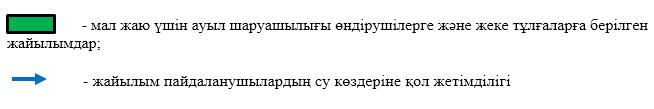 - мал жаю үшін ауыл шаруашылығы өндірушілерге және жеке тұлғаларға берілген
жайылымдар;
- жайылым пайдаланушылардың су көздеріне қол жетімділігі